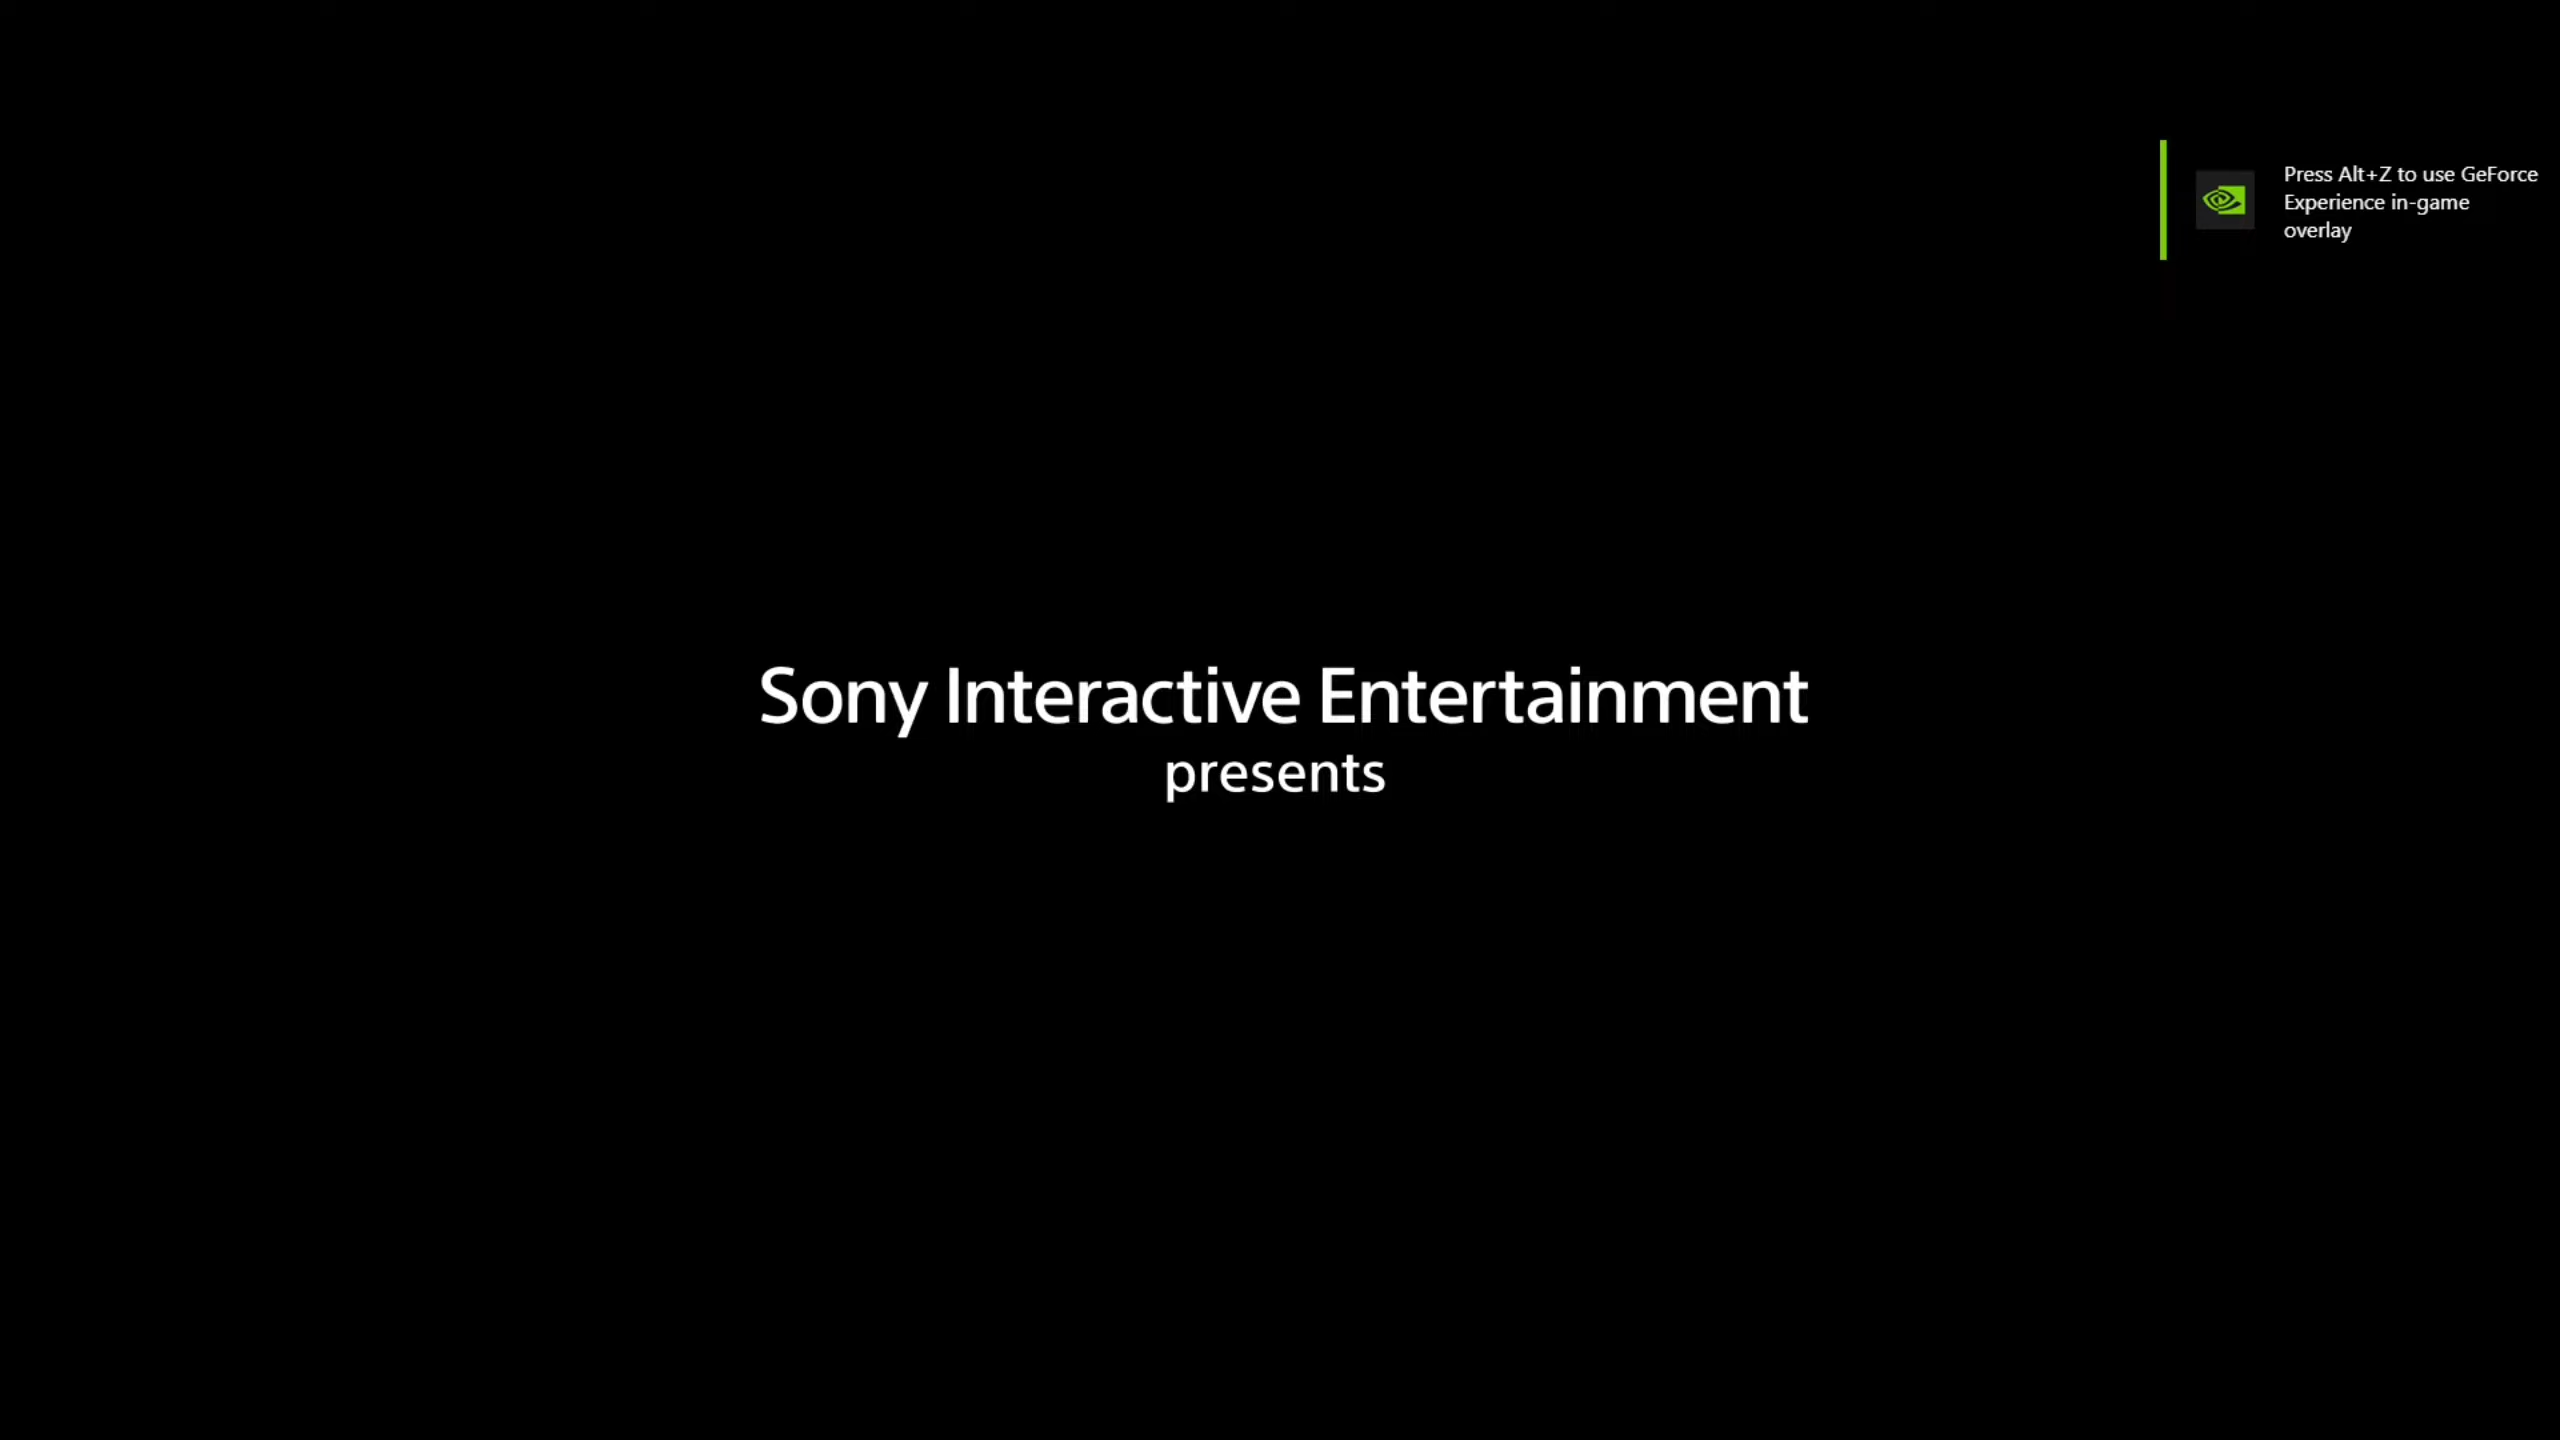 Press Alt+Z to use GeForce
Experience in-game
overlay
Sony Interactive Entertainment
presents